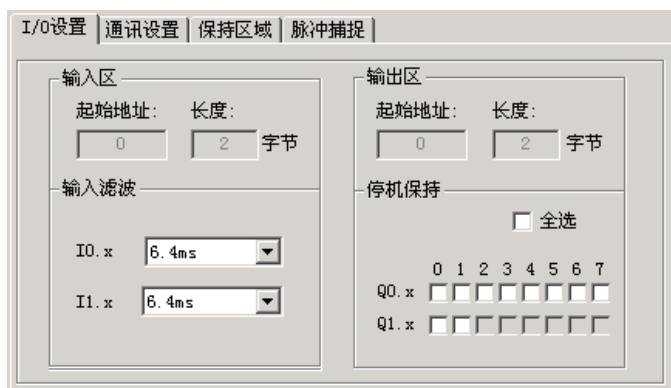 I/O设置 通讯设置 保持区域 脉冲捕捉
输入区
起始地址: 长度:
0 2 字节
输入滤波
I0.x 6.4ms
I1.x 6.4ms
输出区
起始地址: 长度:
0 2 字节
停机保持
全选
0 1 2 3 4 5 6 7
Q0.x
Q1.x